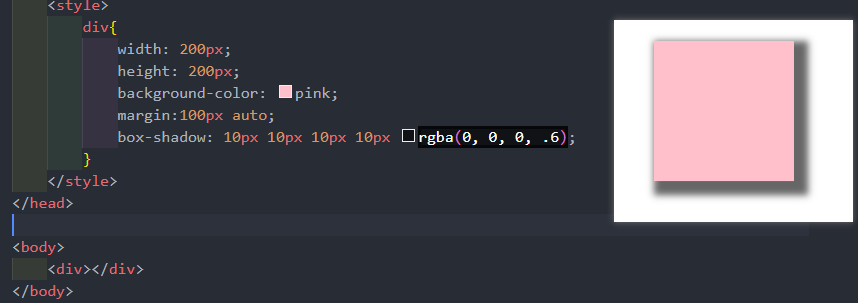 <style>
div{
width: 200px;
height: 200px;
background-color: pink;
margin:100px auto;
box-shadow: 10px 10px 10px 10px rgba(0, 0, 0, .6);
}
</style>
</head>
<body>
<div></div>
</body>